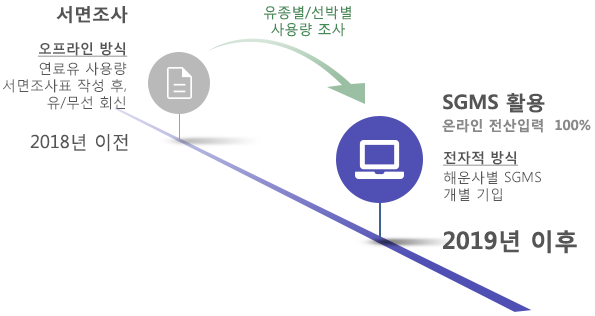 서면조사
오프라인 방식
연료유 사용량
서면조사표 작성 후,
유/무선 회신
2018년 이전
유종별/선박별
사용량 조사
SGMS 활용
온라인 전산입력 100%
전자적 방식
해운사별 SGMS
개별 기입
2019년 이후